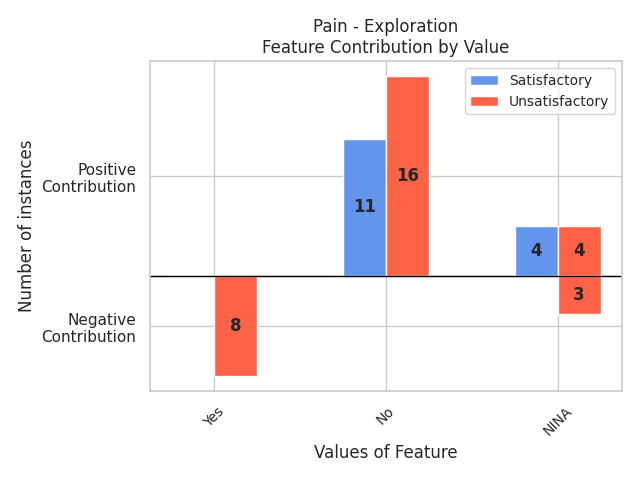 Pain - Exploration
Feature Contribution by Value
Satisfactory
Unsatisfactory
Number of instances
Positive
Contribution
Negative
Contribution
11
16
4
4
3
8
Yes
No
NINA
Values of Feature